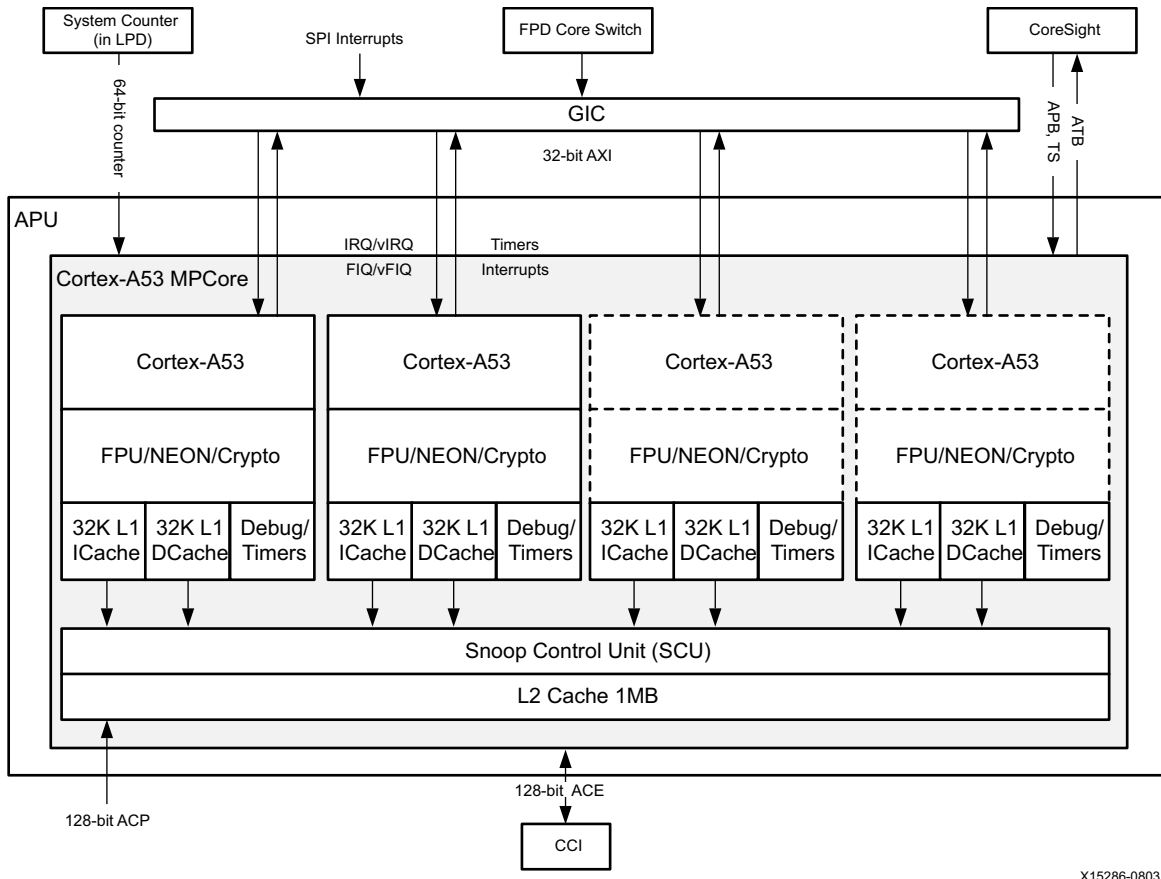 System Counter
(in LPD)
SPI Interrupts
FPD Core Switch
CoreSight
64-bit counter
GIC
32-bit AXI
APB, TS
ATB
APU
IRQ/vIRQ
FIQ/vFIQ
Timers
Interrupts
Cortex-A53 MPCore
Cortex-A53
Cortex-A53
Cortex-A53
Cortex-A53
FPU/NEON/Crypto
FPU/NEON/Crypto
FPU/NEON/Crypto
FPU/NEON/Crypto
32K L1
ICache
32K L1
DCache
Debug/
Timers
32K L1
ICache
32K L1
DCache
Debug/
Timers
32K L1
ICache
32K L1
DCache
Debug/
Timers
32K L1
ICache
32K L1
DCache
Debug/
Timers
Snoop Control Unit (SCU)
L2 Cache 1MB
128-bit ACP
128-bit ACE
CCI
X15286-0803